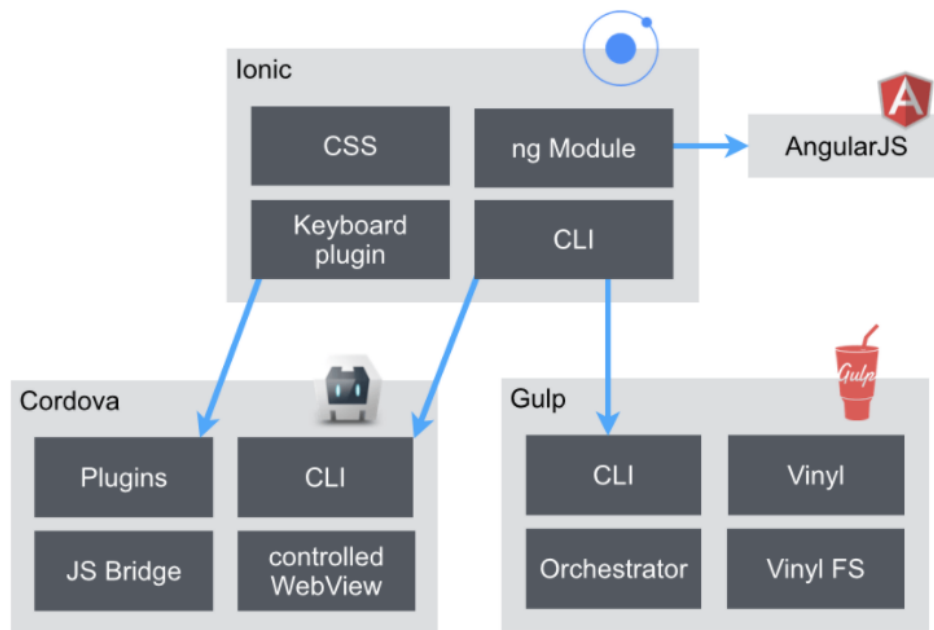 Ionic
CSS
ng Module
AngularJS
Keyboard
plugin
CLI
Cordova
Gulp
Gulp
Plugins
CLI
CLI
Vinyl
JS Bridge
controlled
WebView
Orchestrator
Vinyl FS
A